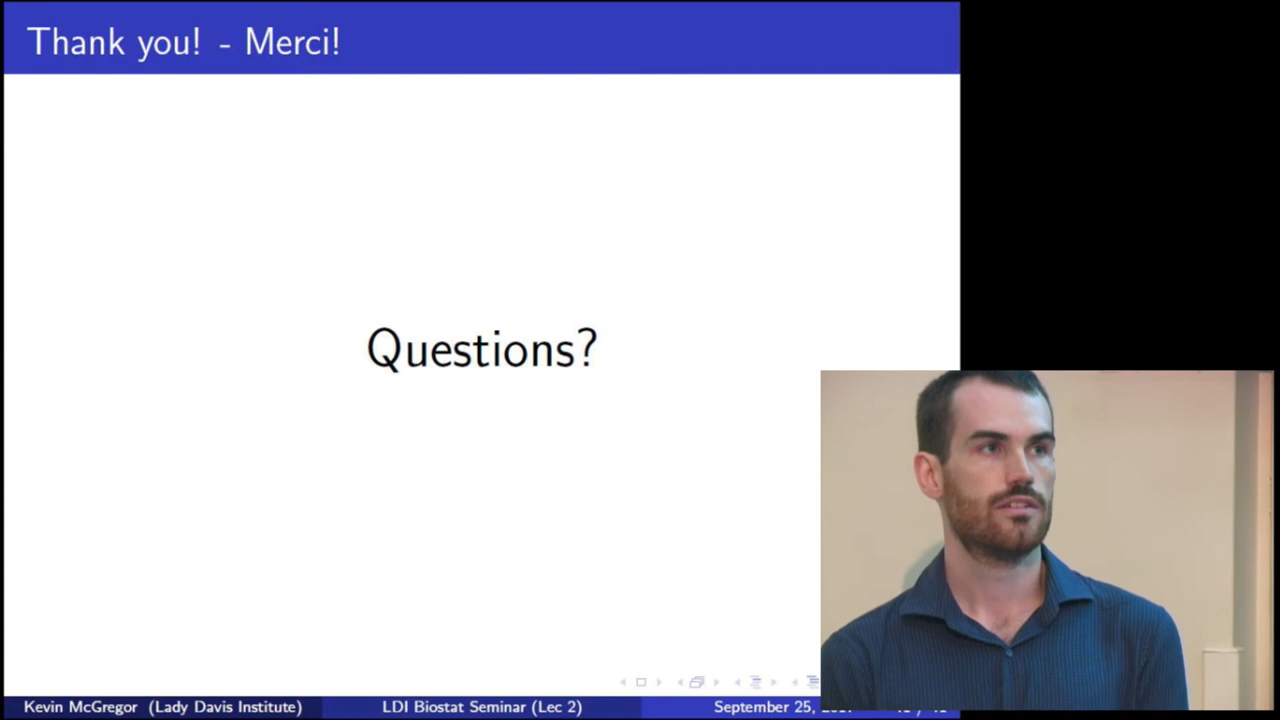 Thank you! - Merci!
Questions?
Kevin McGregor (Lady Davis Institute) LDI Biostat Seminar (Lec 2) September 25,